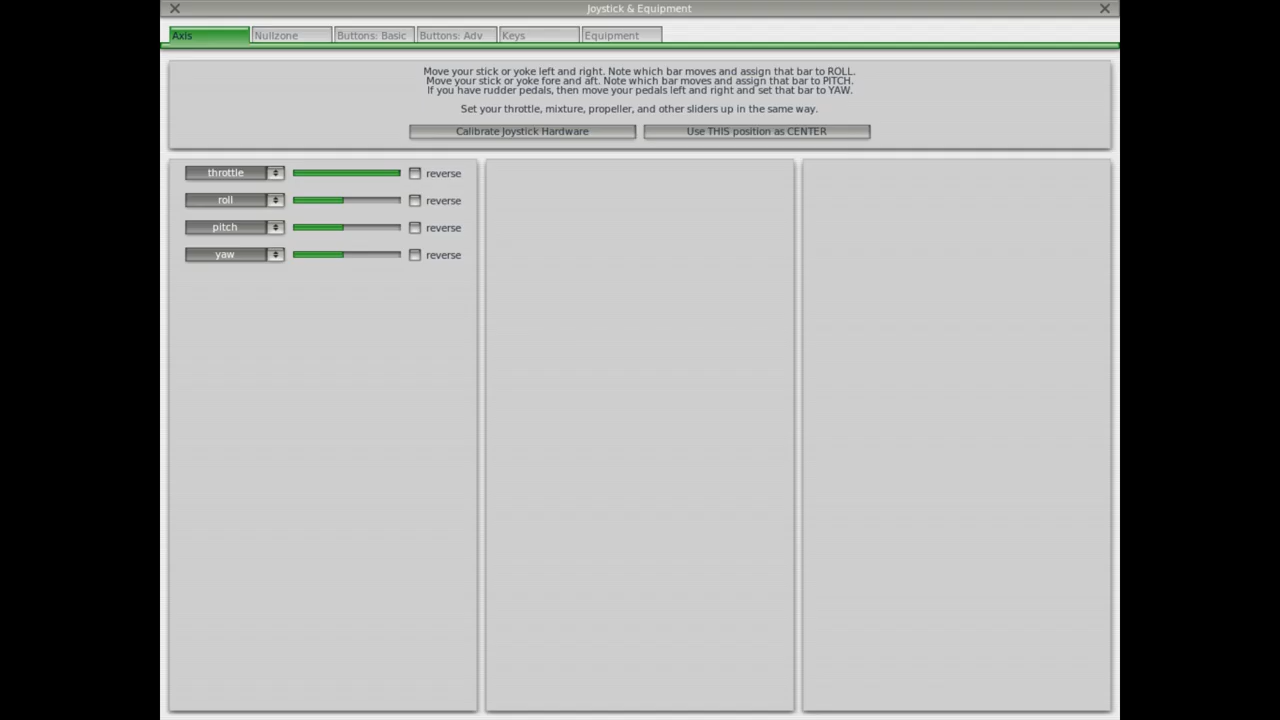 Joystick & Equipment
Axis Nullzone Buttons: Basic Buttons: Adv Keys Equipment
Move your stick or yoke left and right. Note which bar moves and assign that bar to ROLL.
Move your stick or yoke fore and aft. Note which bar moves and assign that bar to PITCH.
If you have rudder pedals, then move your pedals left and right and set that bar to YAW.
Set your throttle, mixture, propeller, and other sliders up in the same way.
Calibrate Joystick Hardware Use THIS position as CENTER
throttle reverse
roll reverse
pitch reverse
yaw reverse